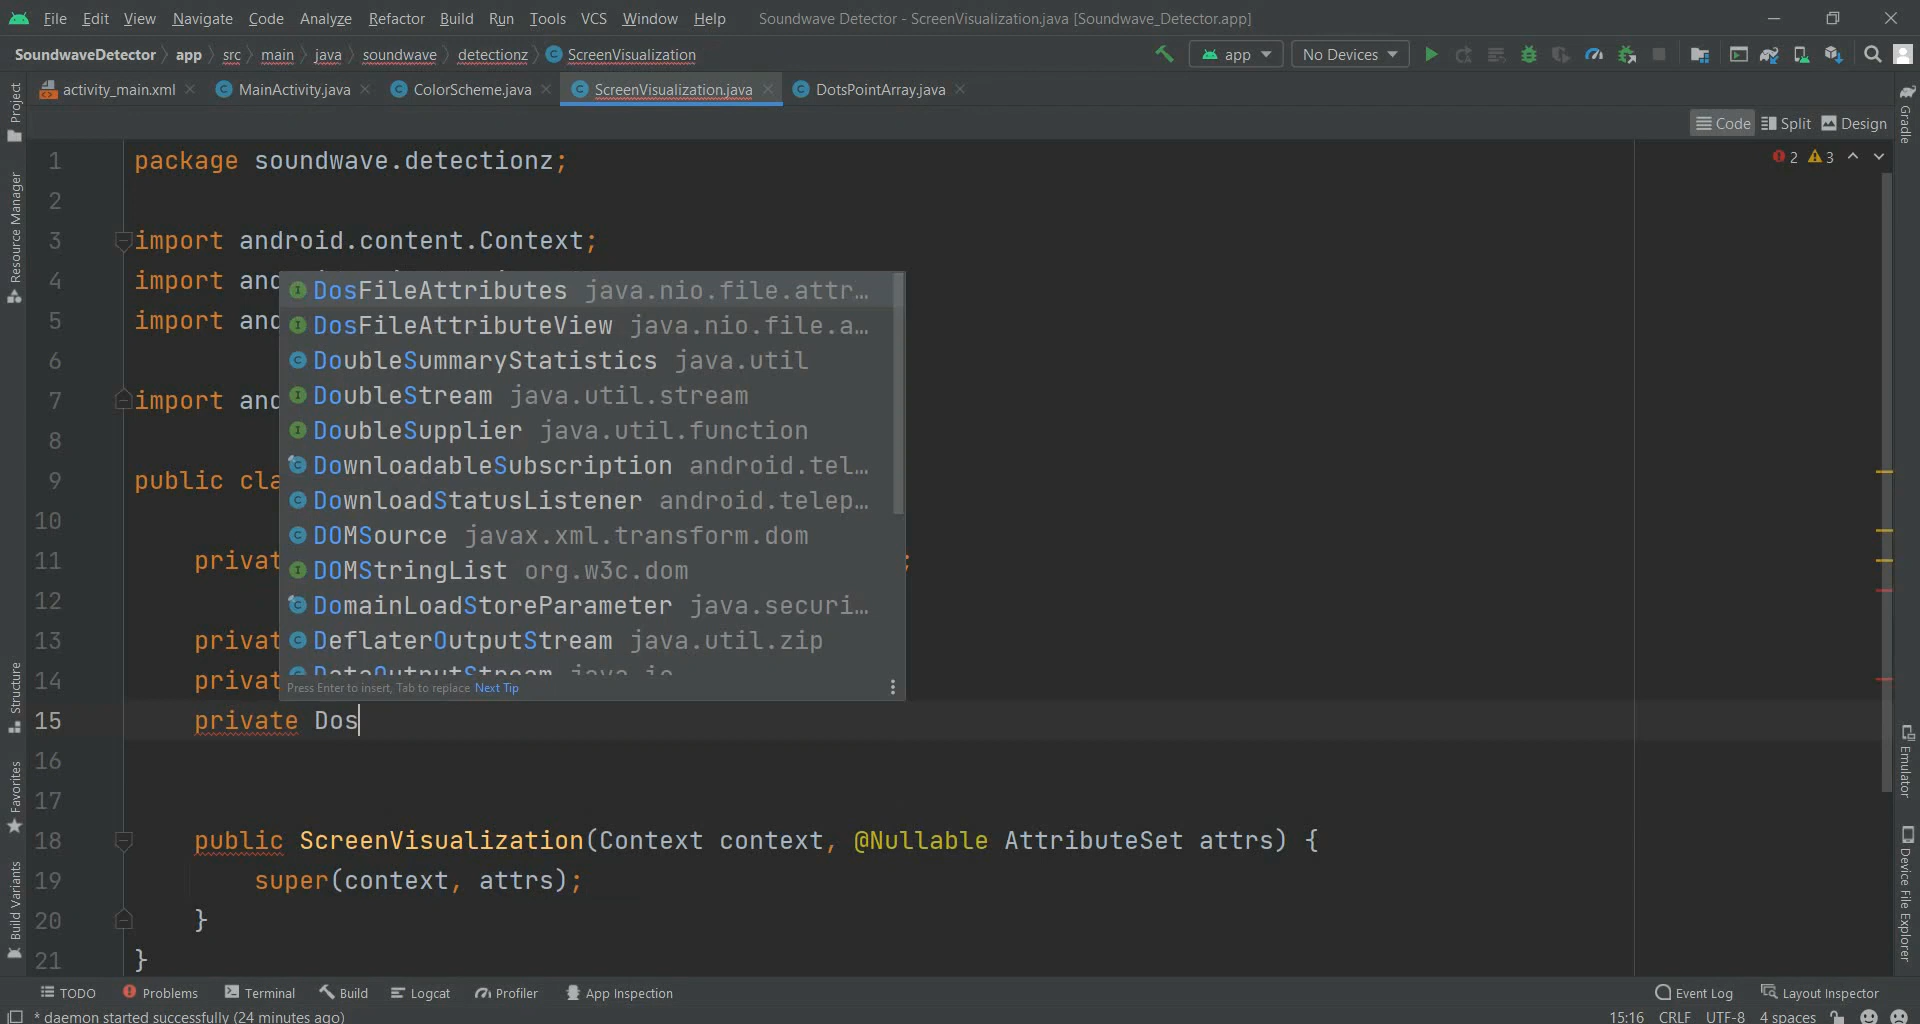 File Edit View Navigate Code Analyze Refactor Build Run Tools VCS Window Help Soundwave Detector - ScreenVisualization.java [Soundwave_Detector.app]
SoundwaveDetector app src main java soundwave detectionz ScreenVisualization app No Devices
activity_main.xml MainActivity.java ColorScheme.java ScreenVisualization.java DotsPointArray.java
Code Split Design
2 3
Project
Resource Manager
Structure
Favorites
Build Variants
1 package soundwave.detectionz;
2
3 import android.content.Context;
4 import and
5 import and
6
7 import and
8
9 public cla
10
11 privat ;
12
13 privat
14 privat
15 private Dos
16
17
18 public ScreenVisualization(Context context, @Nullable AttributeSet attrs) {
19 super(context, attrs);
20 }
21 }
DosFileAttributes java.nio.file.attr…
DosFileAttributeView java.nio.file.a…
DoubleSummaryStatistics java.util
DoubleStream java.util.stream
DoubleSupplier java.util.function
DownloadableSubscription android.tel…
DownloadStatusListener android.telep…
DOMSource javax.xml.transform.dom
DOMStringList org.w3c.dom
DomainLoadStoreParameter java.securi…
DeflaterOutputStream java.util.zip
DataOutputStream java.io
Press Enter to insert, Tab to replace Next Tip
Gradle
Emulator
Device File Explorer
TODO Problems Terminal Build Logcat Profiler App Inspection Event Log Layout Inspector
* daemon started successfully (24 minutes ago) 15:16 CRLF UTF-8 4 spaces